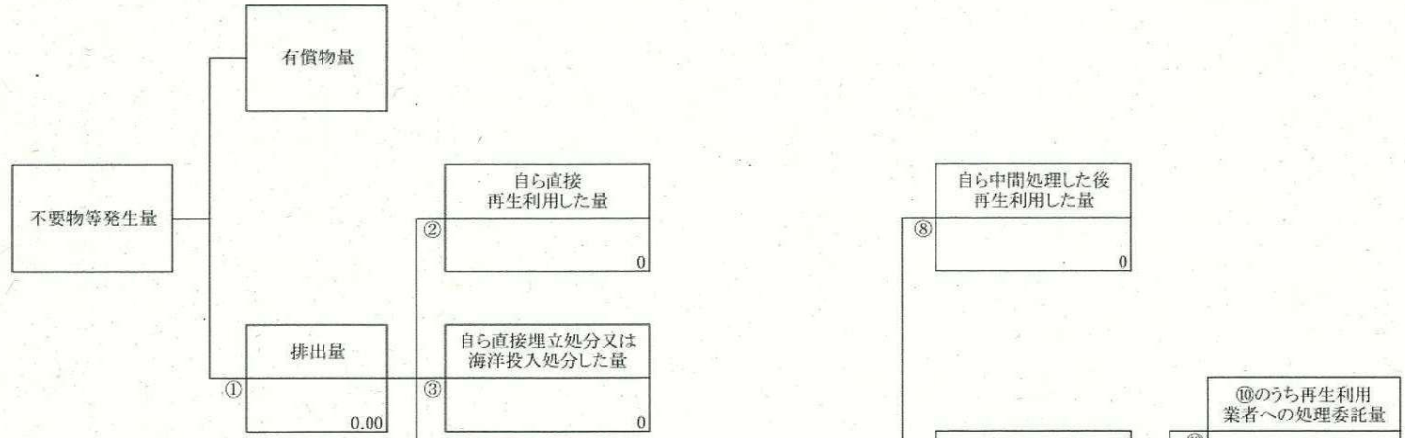 有償物量
不要物等発生量
自ら直接
再生利用した量
②
0
自ら中間処理した後
再生利用した量
⑧
0
排出量
①
0.00
自ら直接埋立処分又は
海洋投入処分した量
③
0
⑩のうち再生利用
業者への処理委託量